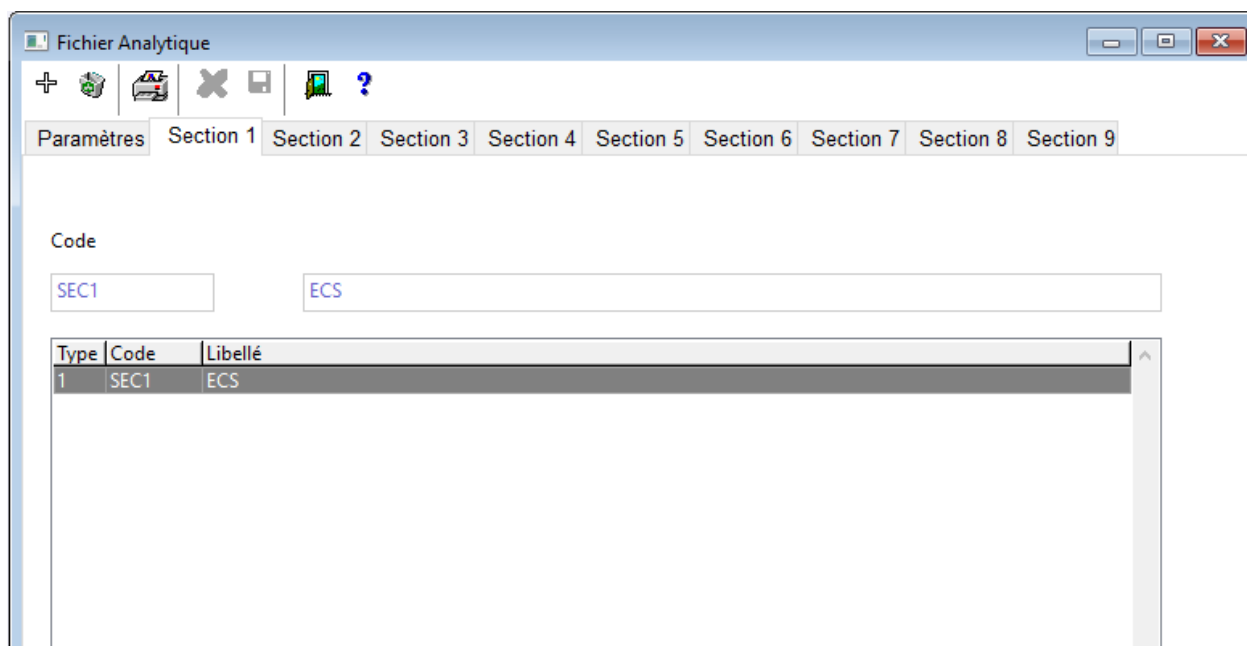 Fichier Analytique
?
Paramètres Section 1 Section 2 Section 3 Section 4 Section 5 Section 6 Section 7 Section 8 Section 9
Code
SEC1 ECS
Type Code Libellé
1 SEC1 ECS